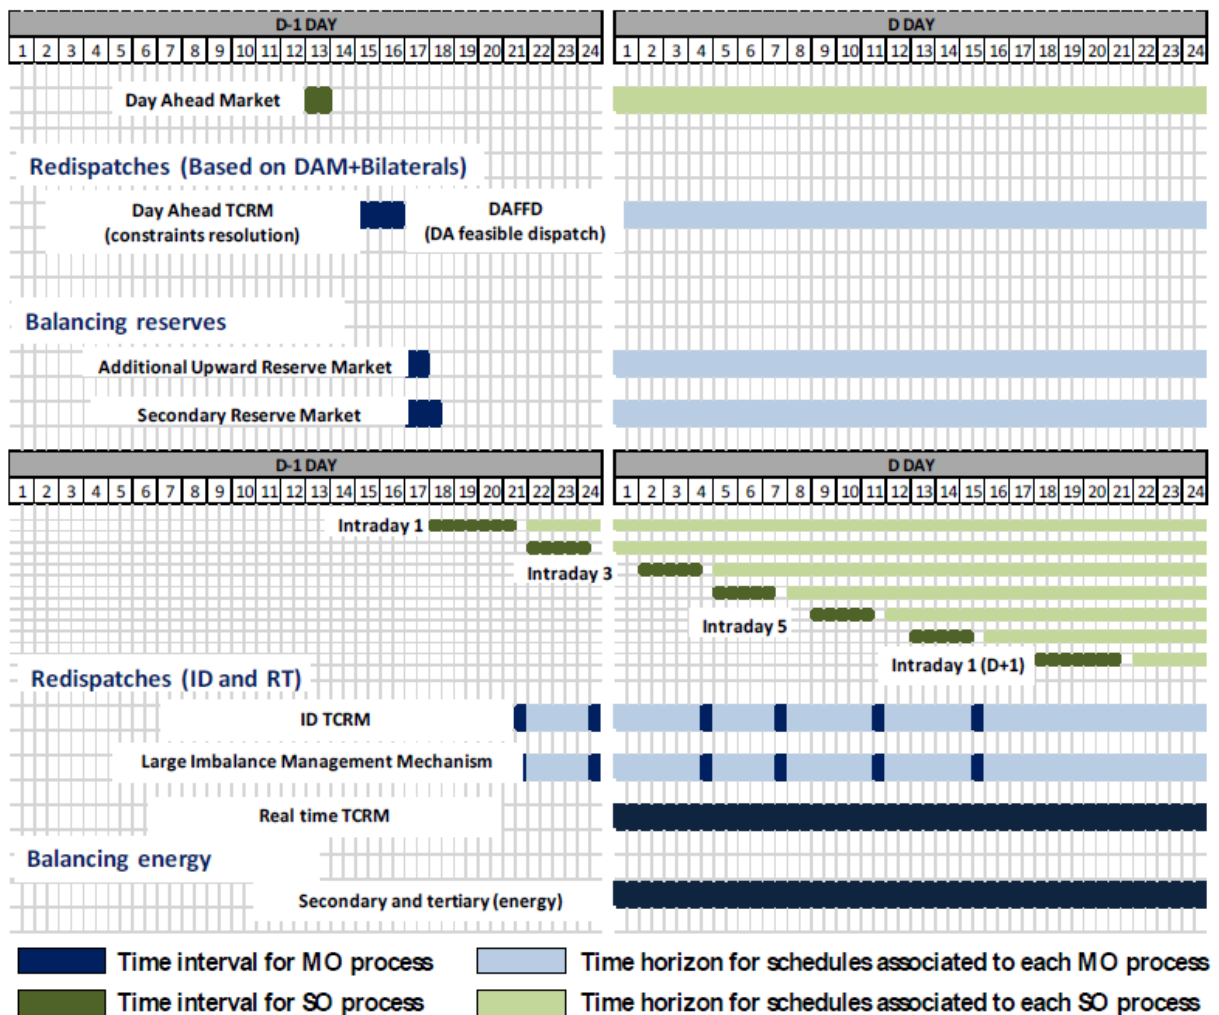 D-1 DAY D DAY
1 2 3 4 5 6 7 8 9 10 11 12 13 14 15 16 17 18 19 20 21 22 23 24 1 2 3 4 5 6 7 8 9 10 11 12 13 14 15 16 17 18 19 20 21 22 23 24
Day Ahead Market
Redispatches (Based on DAM+Bilaterals)
Day Ahead TCRM DAFFD
(constraints resolution) (DA feasible dispatch)
Balancing reserves
Additional Upward Reserve Market
Secondary Reserve Market
D-1 DAY D DAY
1 2 3 4 5 6 7 8 9 10 11 12 13 14 15 16 17 18 19 20 21 22 23 24 1 2 3 4 5 6 7 8 9 10 11 12 13 14 15 16 17 18 19 20 21 22 23 24
Intraday 1
Intraday 3
Intraday 5
Intraday 1 (D+1)
Redispatches (ID and RT)
ID TCRM
Large Imbalance Management Mechanism
Real time TCRM
Balancing energy
Secondary and tertiary (energy)
Time interval for MO process Time horizon for schedules associated to each MO process
Time interval for SO process Time horizon for schedules associated to each SO process